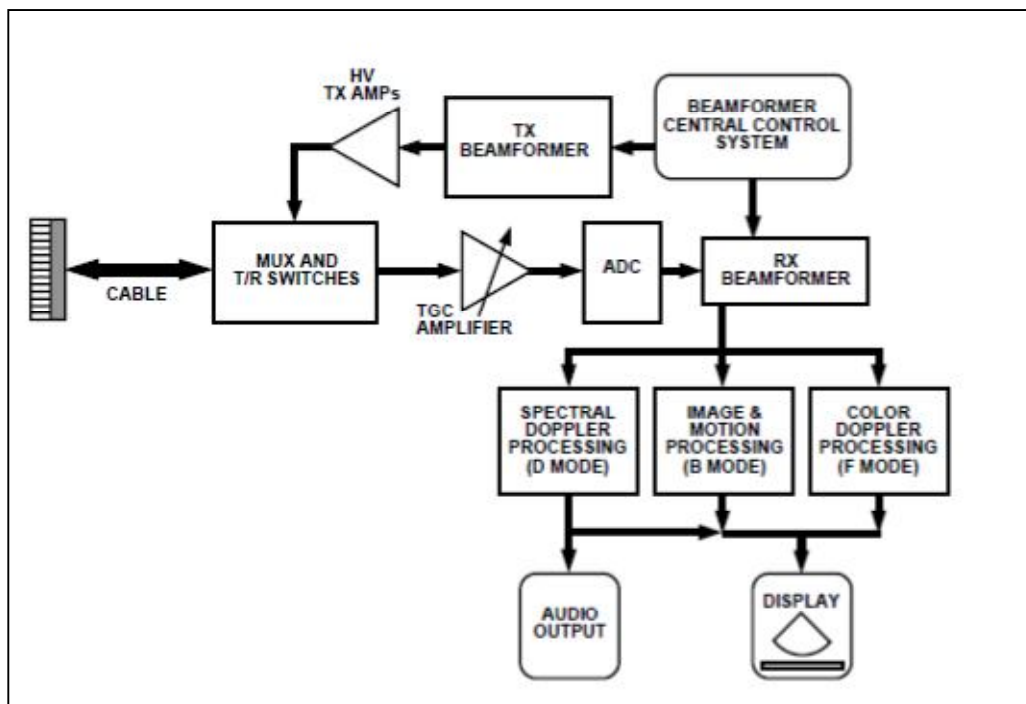 HV
TX AMPs
TX
BEAMFORMER
BEAMFORMER
CENTRAL CONTROL
SYSTEM
MUX AND
T/R SWITCHES
CABLE
TGC
AMPLIFIER
ADC
RX
BEAMFORMER
SPECTRAL
DOPPLER
PROCESSING
(D MODE)
IMAGE &
MOTION
PROCESSING
(B MODE)
COLOR
DOPPLER
PROCESSING
(F MODE)
AUDIO
OUTPUT
DISPLAY